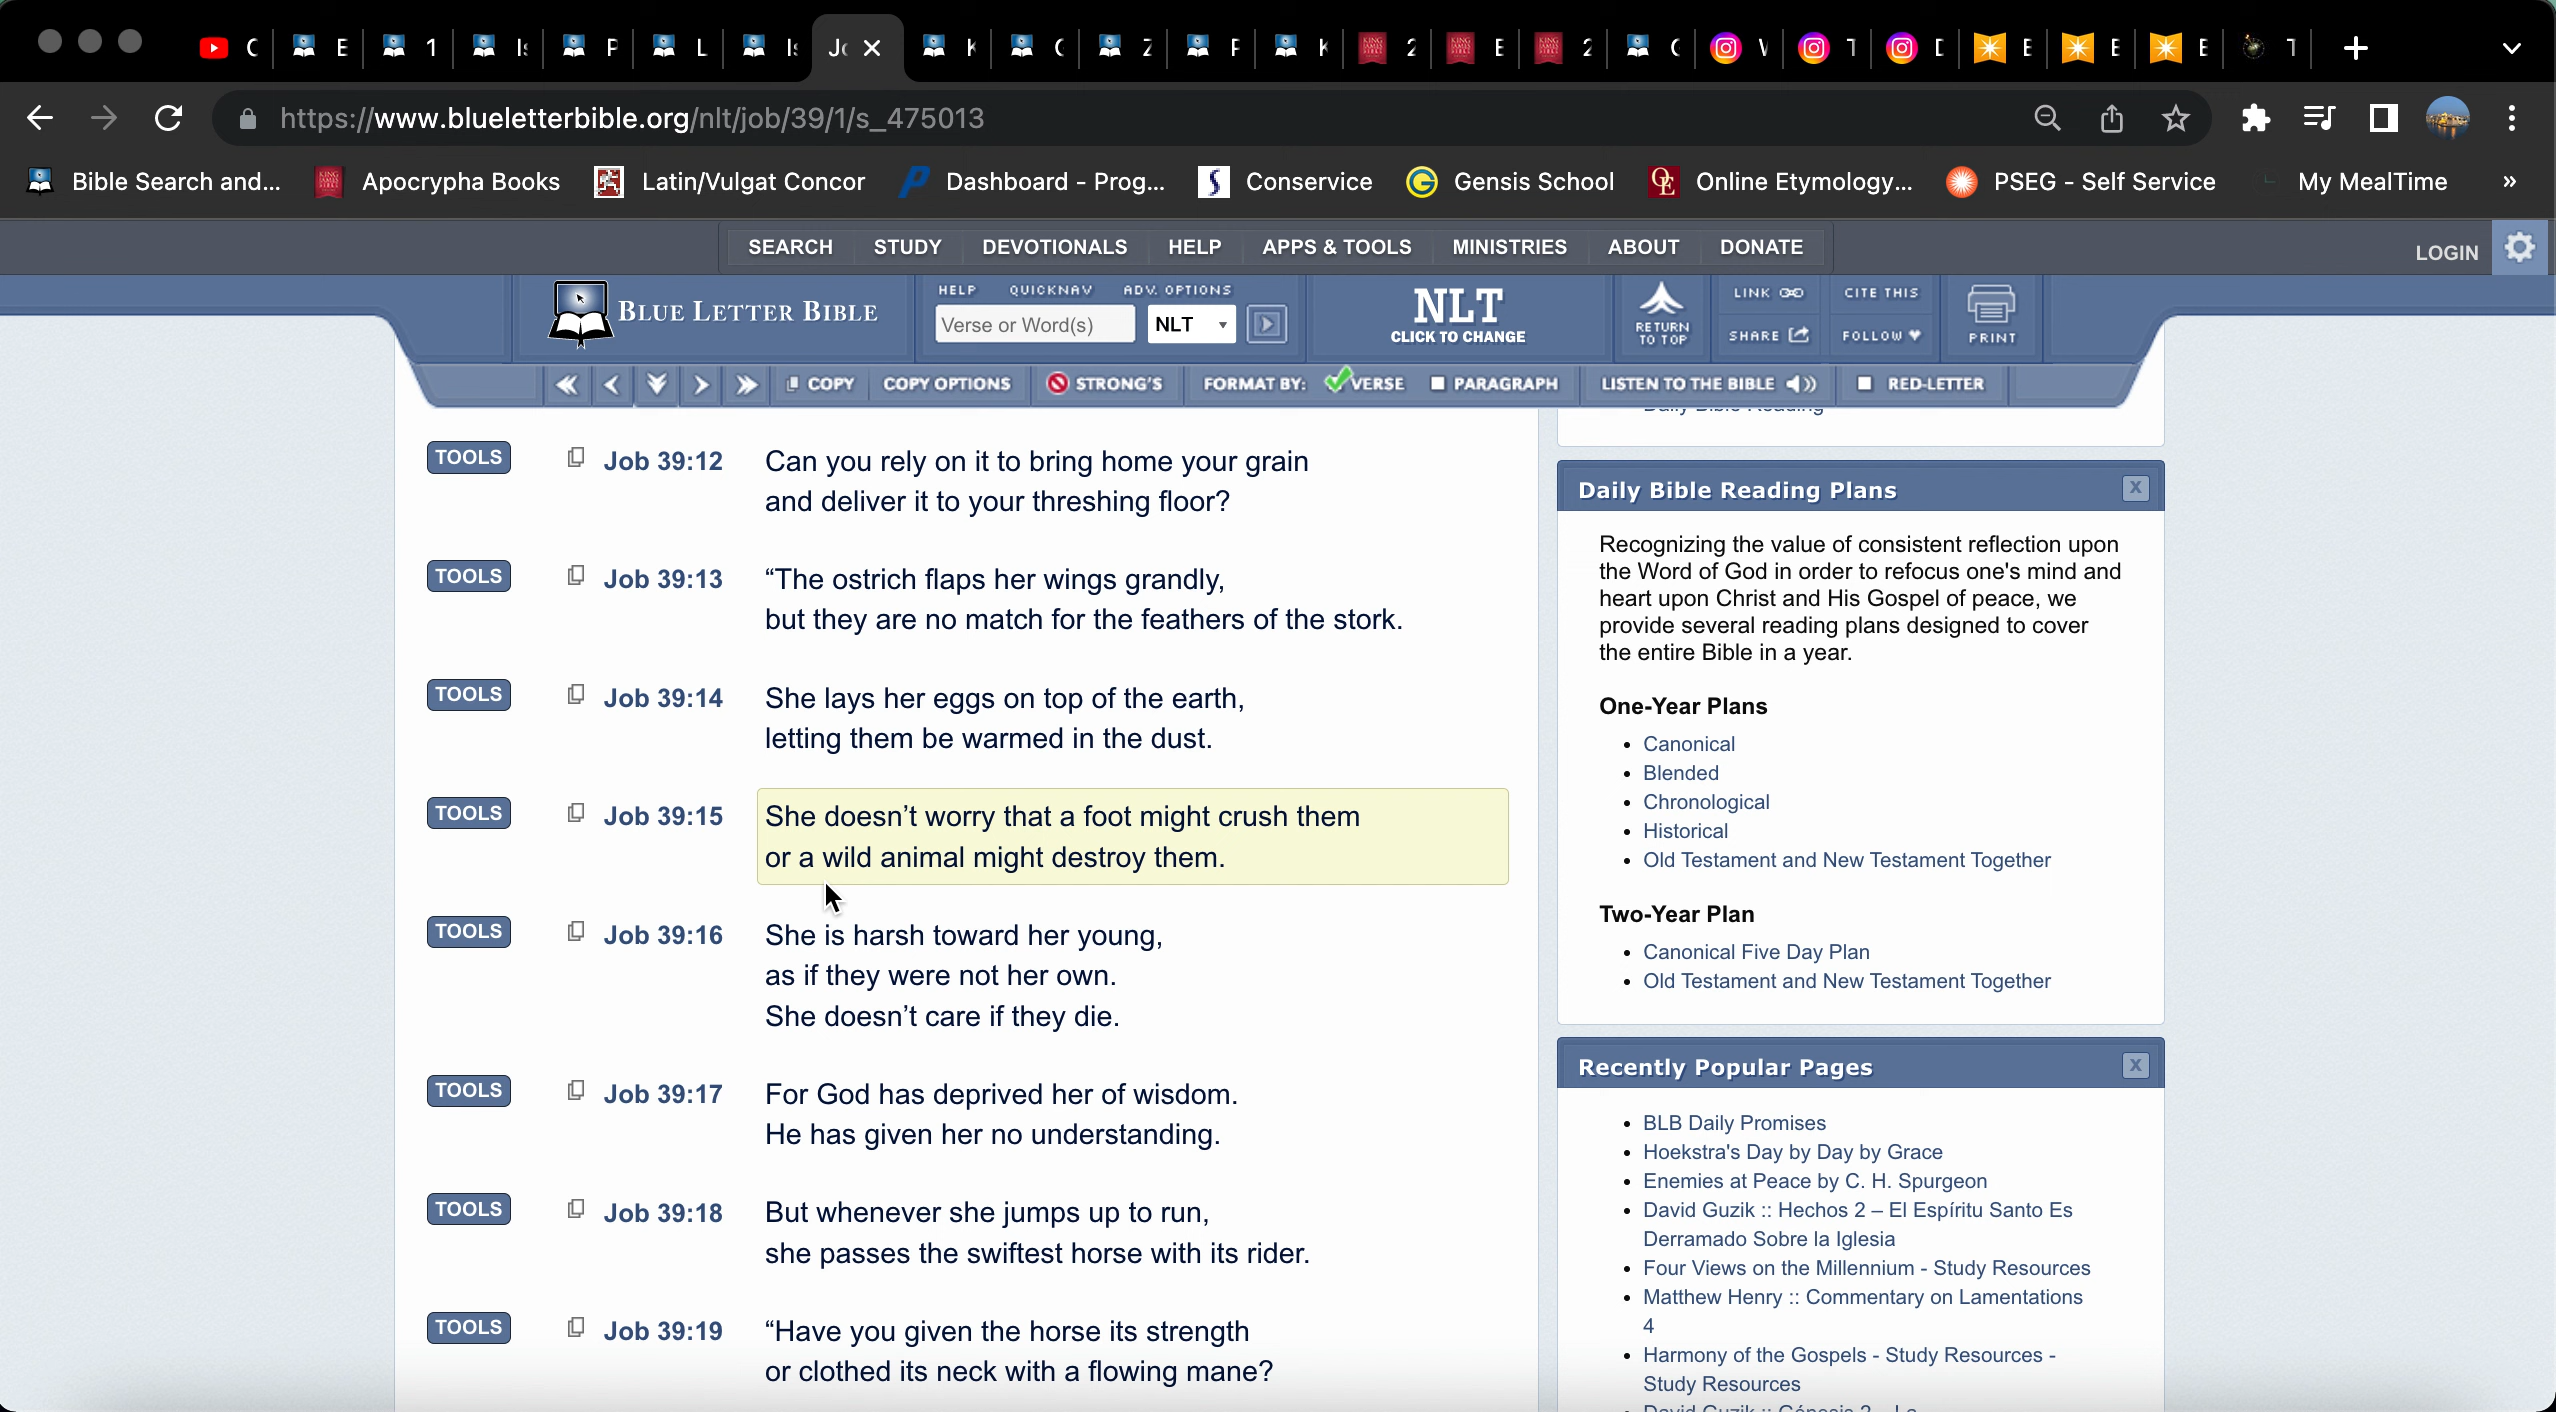 C
E
1
Is
P
L
Is
Jo
K
C
Z
F
K
2
E
2
C
V
T
D
E
E
E
T
https://www.blueletterbible.org/nlt/job/39/1/s_475013
Bible Search and...
Apocrypha Books
Latin/Vulgat Concor
Dashboard - Prog...
Conservice
Gensis School
Online Etymology...
PSEG - Self Service
My MealTime
»
SEARCH STUDY DEVOTIONALS HELP APPS & TOOLS MINISTRIES ABOUT DONATE
LOGIN
BLUE LETTER BIBLE
HELP QUICKNAV ADV. OPTIONS
Verse or Word(s)
NLT
NLT
CLICK TO CHANGE
RETURN
TO TOP
LINK
SHARE
CITE THIS
FOLLOW
PRINT
COPY
COPY OPTIONS
STRONG'S
FORMAT BY: VERSE PARAGRAPH
LISTEN TO THE BIBLE
RED-LETTER
TOOLS Job 39:12 Can you rely on it to bring home your grain
and deliver it to your threshing floor?
TOOLS Job 39:13 “The ostrich flaps her wings grandly,
but they are no match for the feathers of the stork.
TOOLS Job 39:14 She lays her eggs on top of the earth,
letting them be warmed in the dust.
TOOLS Job 39:15 She doesn’t worry that a foot might crush them
or a wild animal might destroy them.
TOOLS Job 39:16 She is harsh toward her young,
as if they were not her own.
She doesn’t care if they die.
TOOLS Job 39:17 For God has deprived her of wisdom.
He has given her no understanding.
TOOLS Job 39:18 But whenever she jumps up to run,
she passes the swiftest horse with its rider.
TOOLS Job 39:19 “Have you given the horse its strength
or clothed its neck with a flowing mane?
Daily Bible Reading
Daily Bible Reading Plans
X
Recognizing the value of consistent reflection upon
the Word of God in order to refocus one's mind and
heart upon Christ and His Gospel of peace, we
provide several reading plans designed to cover
the entire Bible in a year.
One-Year Plans
• Canonical
• Blended
• Chronological
• Historical
• Old Testament and New Testament Together
Two-Year Plan
• Canonical Five Day Plan
• Old Testament and New Testament Together
Recently Popular Pages
X
• BLB Daily Promises
• Hoekstra's Day by Day by Grace
• Enemies at Peace by C. H. Spurgeon
• David Guzik :: Hechos 2 – El Espíritu Santo Es
Derramado Sobre la Iglesia
• Four Views on the Millennium - Study Resources
• Matthew Henry :: Commentary on Lamentations
4
• Harmony of the Gospels - Study Resources -
Study Resources
• David Guzik :: Génesis 2 – La